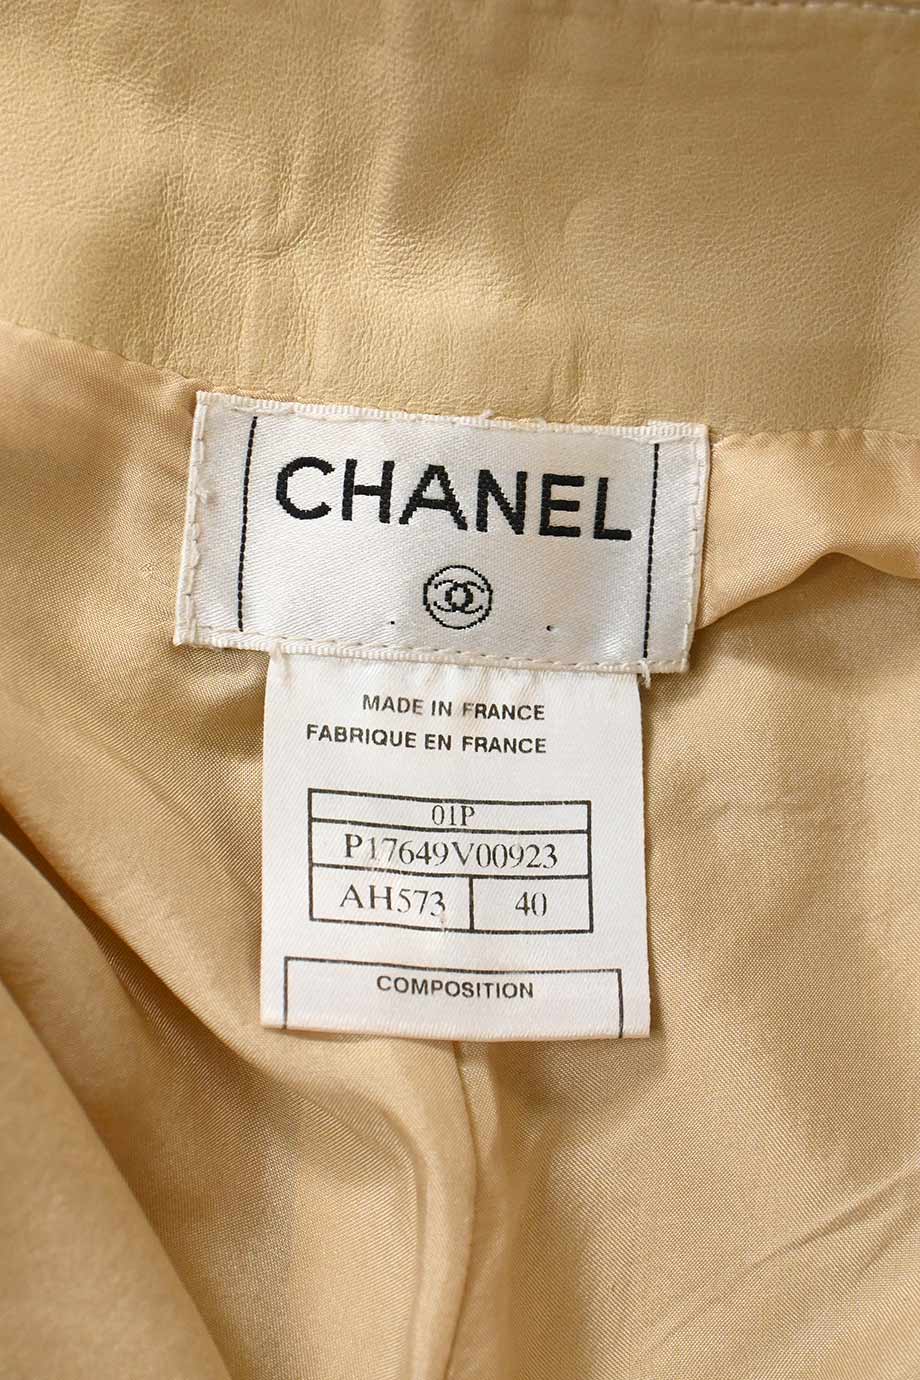 CHANEL
MADE IN FRANCE
FABRIQUE EN FRANCE
01P
P17649V00923
AH573 40
COMPOSITION